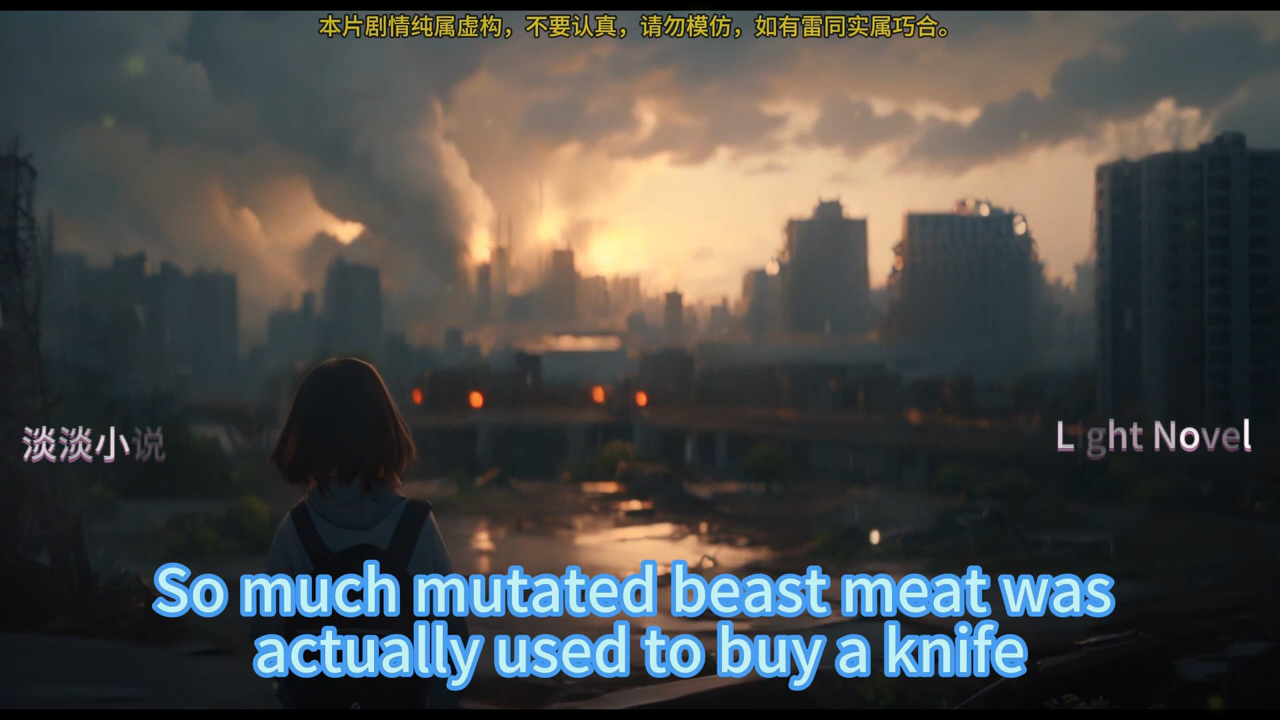 本片剧情纯属虚构，不要认真，请勿模仿，如有雷同实属巧合。
淡淡小说
Light Novel
So much mutated beast meat was
actually used to buy a knife